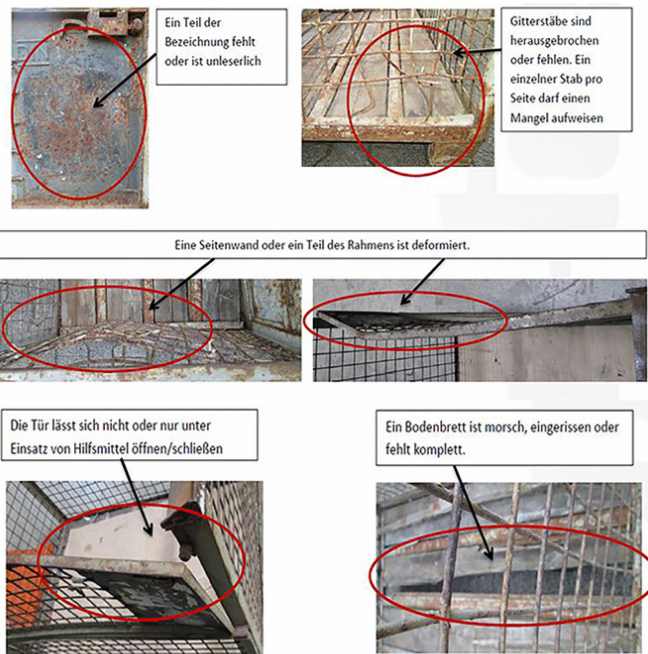 Ein Teil der
Bezeichnung fehlt
oder ist unleserlich
Gitterstäbe sind
herausgebrochen
oder fehlen. Ein
einzelner Stab pro
Seite darf einen
Mangel aufweisen
Eine Seitenwand oder ein Teil des Rahmens ist deformiert.
Die Tür lässt sich nicht oder nur unter
Einsatz von Hilfsmittel öffnen/schließen
Ein Bodenbrett ist morsch, eingerissen oder
fehlt komplett.